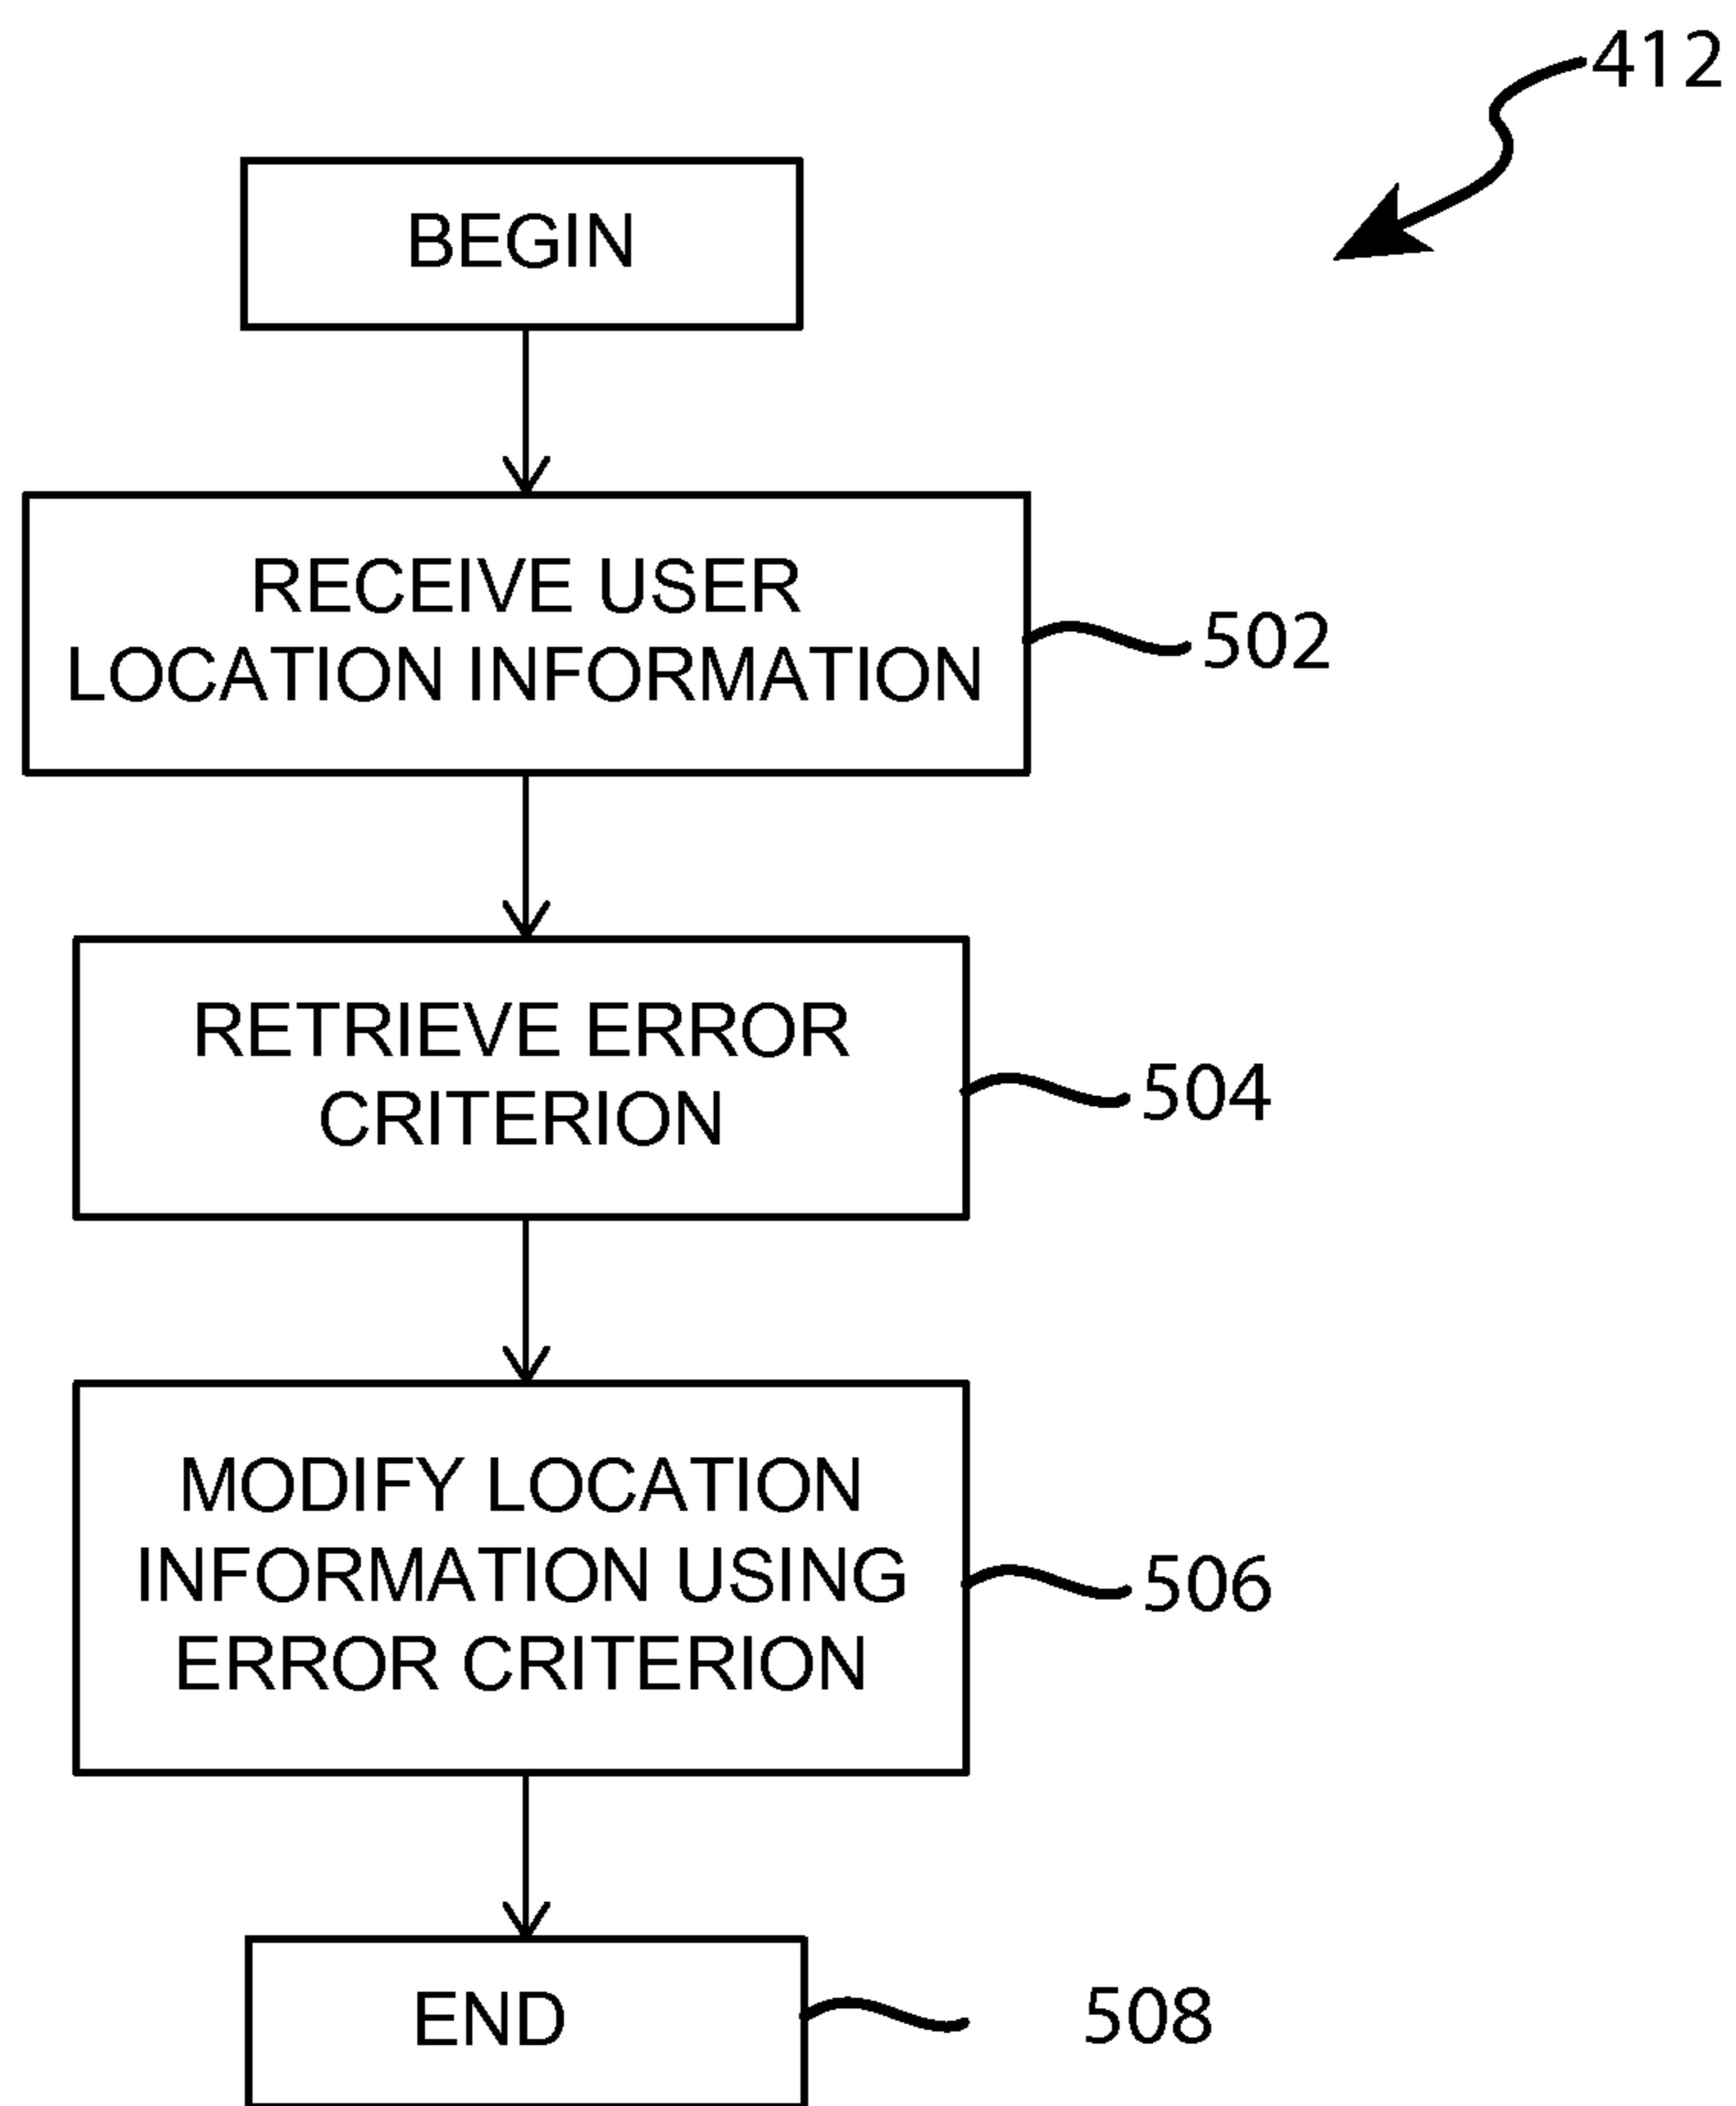 412
BEGIN
RECEIVE USER
LOCATION INFORMATION
502
RETRIEVE ERROR
CRITERION
504
MODIFY LOCATION
INFORMATION USING
ERROR CRITERION
506
END
508